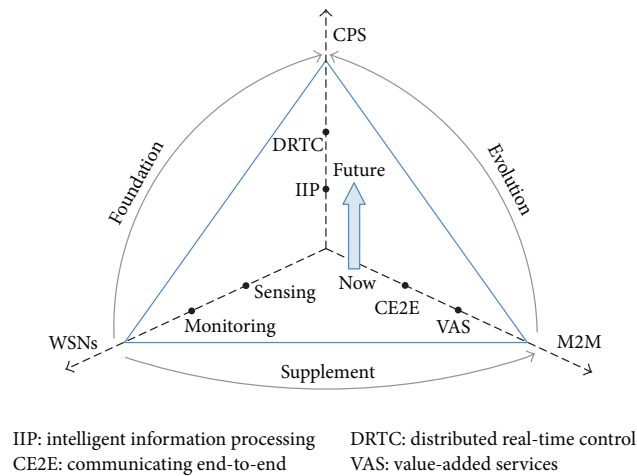 CPS
DRTC
Future
IIP
Foundation
Evolution
Sensing
Now
CE2E
Monitoring
VAS
WSNs
M2M
Supplement
IIP: intelligent information processing
DRTC: distributed real-time control
CE2E: communicating end-to-end
VAS: value-added services